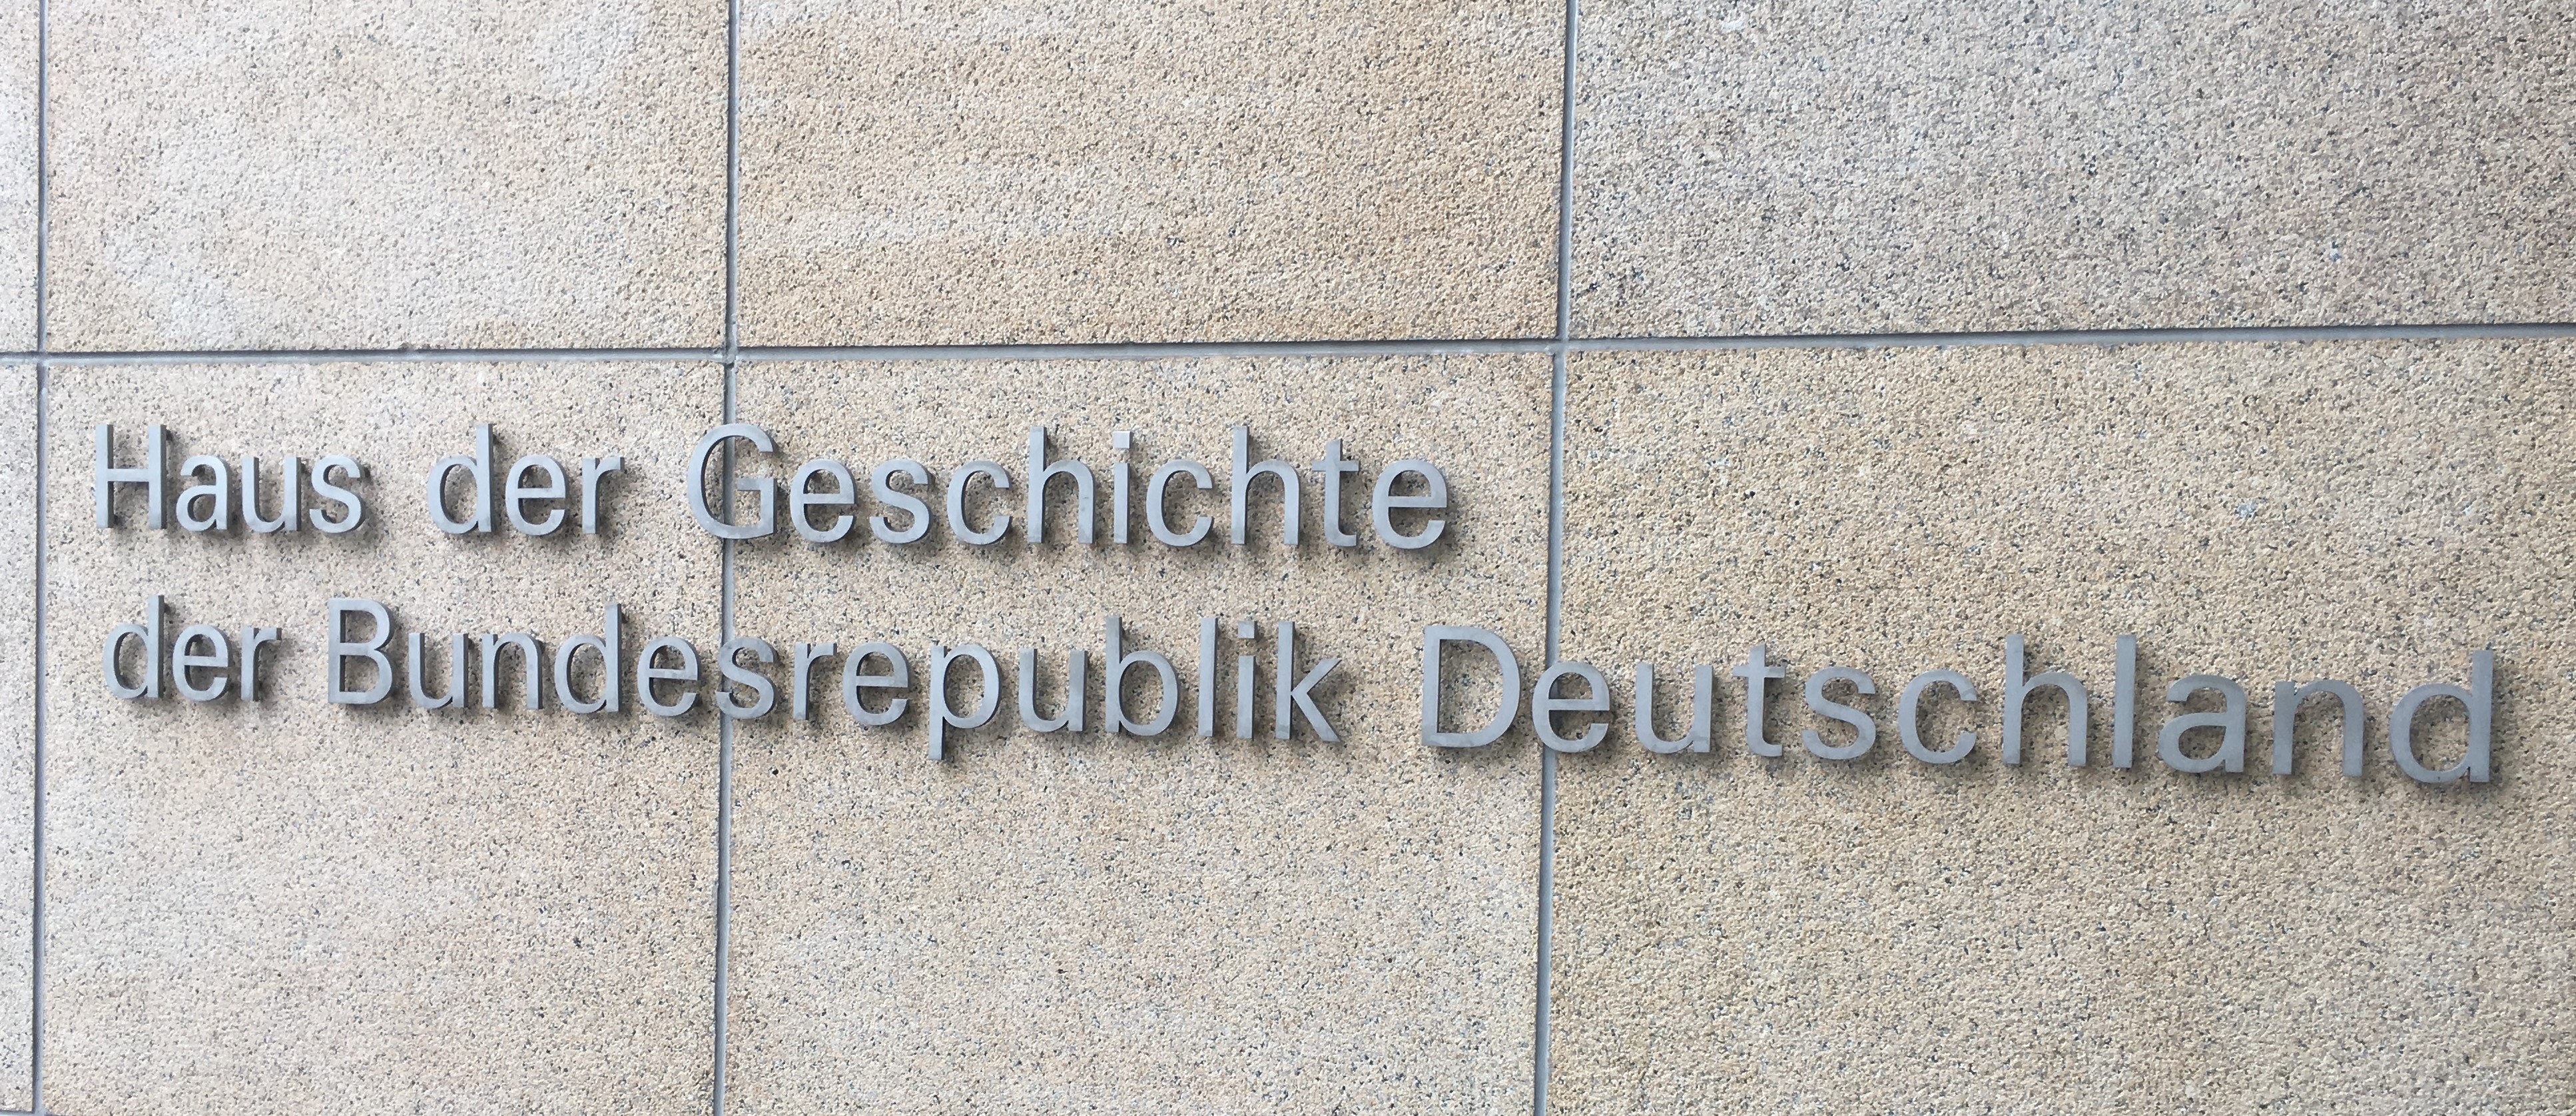 Haus der Geschichte
der Bundesrepublik Deutschland